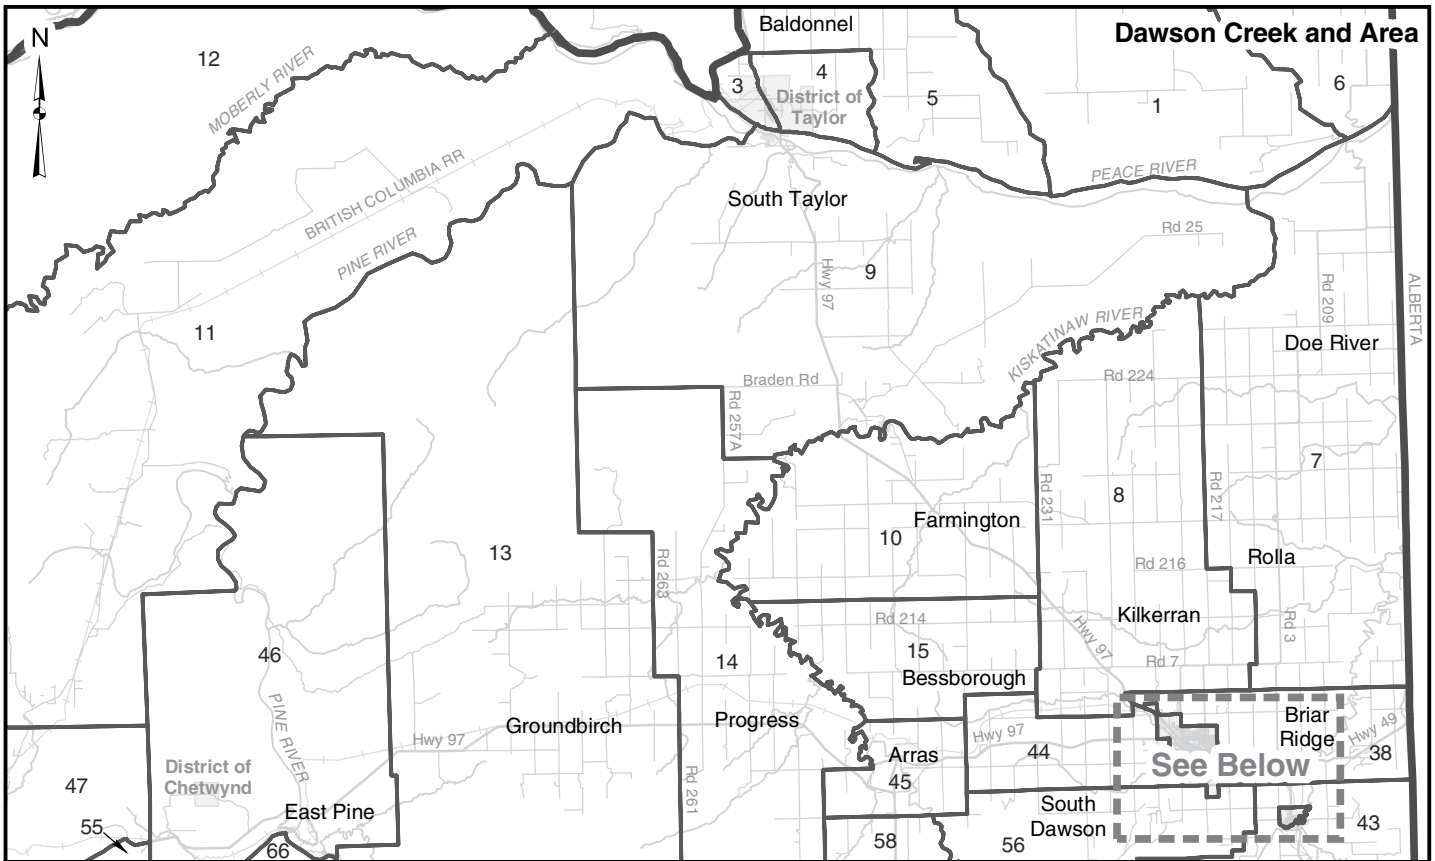 Dawson Creek and Area
N
12
MOBERLY RIVER
Baldonnel
3
4
District of
Taylor
5
1
6
BRITISH COLUMBIA RR
PINE RIVER
11
South Taylor
PEACE RIVER
Rd 25
Hwy 97
9
Rd 209
ALBERTA
KISKATINAW RIVER
Doe River
Braden Rd
Rd 224
Rd 257A
7
8
Rd 231
Rd 217
Farmington
10
13
Rd 263
Rd 216
Rolla
Kilkerran
Rd 214
Rd 3
Hwy 97
46
14
15
Rd 7
Bessborough
PINE RIVER
Groundbirch
Progress
Hwy 97
Hwy 97
Briar
Ridge
Hwy 49
38
Arras
45
44
See Below
District of
Chetwynd
47
Rd 261
East Pine
South
Dawson
55
66
58
56
43